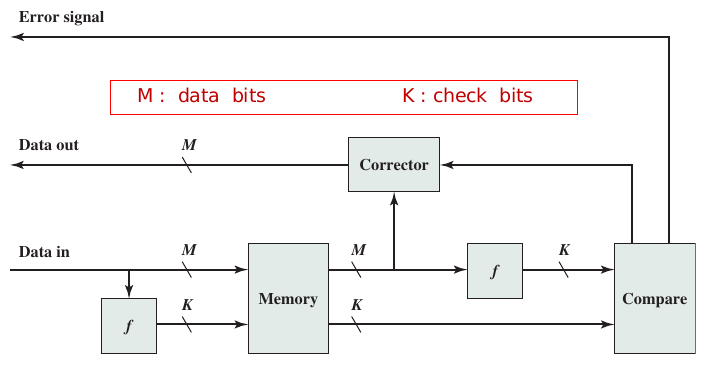 Error signal
M : data bits K : check bits
Data out M
Corrector
Data in M M K
f
Memory Compare
K K
f